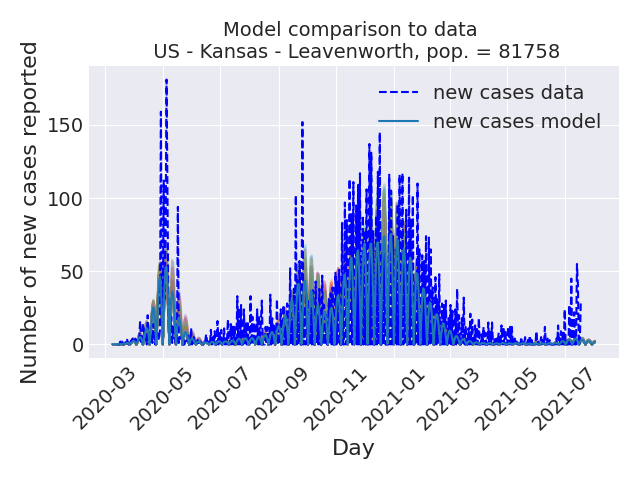 Model comparison to data
US - Kansas - Leavenworth, pop. = 81758
Number of new cases reported
150
100
50
0
new cases data
new cases model
2020-03
2020-05
2020-07
2020-09
2020-11
2021-01
2021-03
2021-05
2021-07
Day